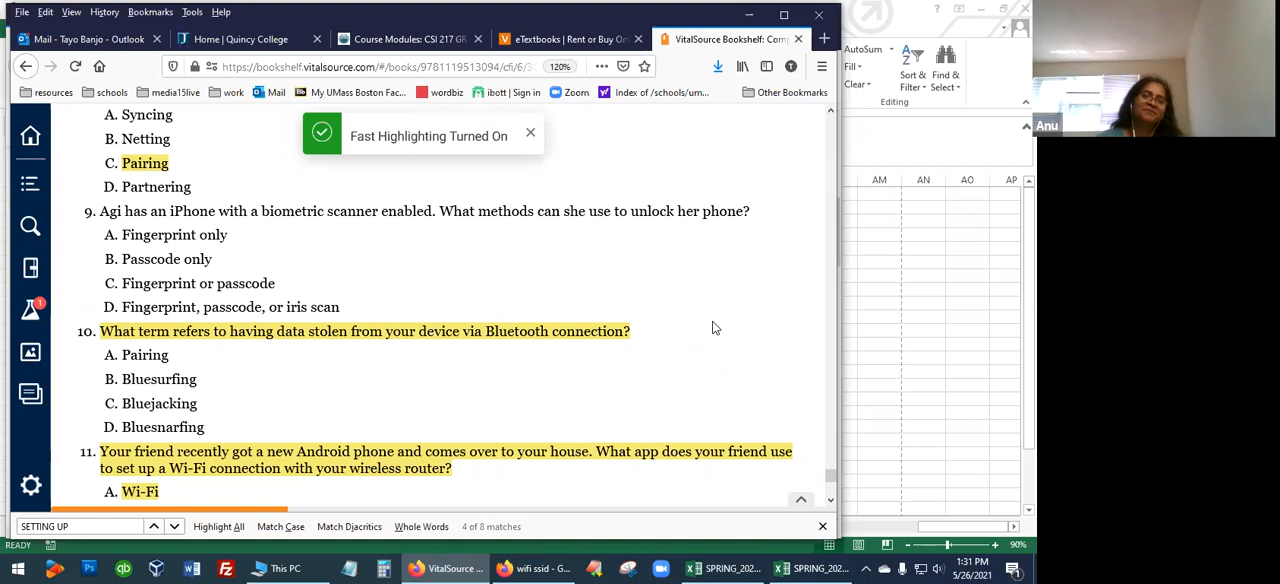 File Edit View History Bookmarks Tools Help
Mail - Tayo Banjo - Outlook
Home | Quincy College
Course Modules: CSI 217 GR
eTextbooks | Rent or Buy On
VitalSource Bookshelf: Comp
https://bookshelf.vitalsource.com/#/books/9781119513094/cfi/6/3
120%
resources schools media15live work Mail My UMass Boston Fac... wordbiz ibott | Sign in Zoom Index of /schools/um... Other Bookmarks
A. Syncing
B. Netting
C. Pairing
D. Partnering
Fast Highlighting Turned On
9. Agi has an iPhone with a biometric scanner enabled. What methods can she use to unlock her phone?
A. Fingerprint only
B. Passcode only
C. Fingerprint or passcode
D. Fingerprint, passcode, or iris scan
10. What term refers to having data stolen from your device via Bluetooth connection?
A. Pairing
B. Bluesurfing
C. Bluejacking
D. Bluesnarfing
11. Your friend recently got a new Android phone and comes over to your house. What app does your friend use
to set up a Wi-Fi connection with your wireless router?
A. Wi-Fi
1
SETTING UP
Highlight All Match Case Match Diacritics Whole Words 4 of 8 matches
AutoSum
Fill
Clear
Sort &
Filter
Find &
Select
Editing
AM AN AO AP
Anu
READY
90%
This PC
VitalSource ...
wifi ssid - G...
SPRING_202...
SPRING_202...
1:31 PM
5/26/2021